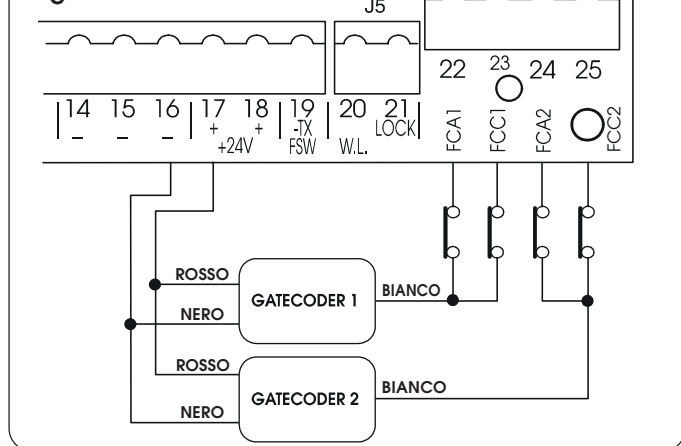 J5
22 23 24 25
14 15 16 17 18 19 20 21
– – – + + -TX LOCK
+24V FSW W.L.
FCA1 FCC1 FCA2 FCC2
ROSSO
GATECODER 1
BIANCO
NERO
ROSSO
GATECODER 2
BIANCO
NERO